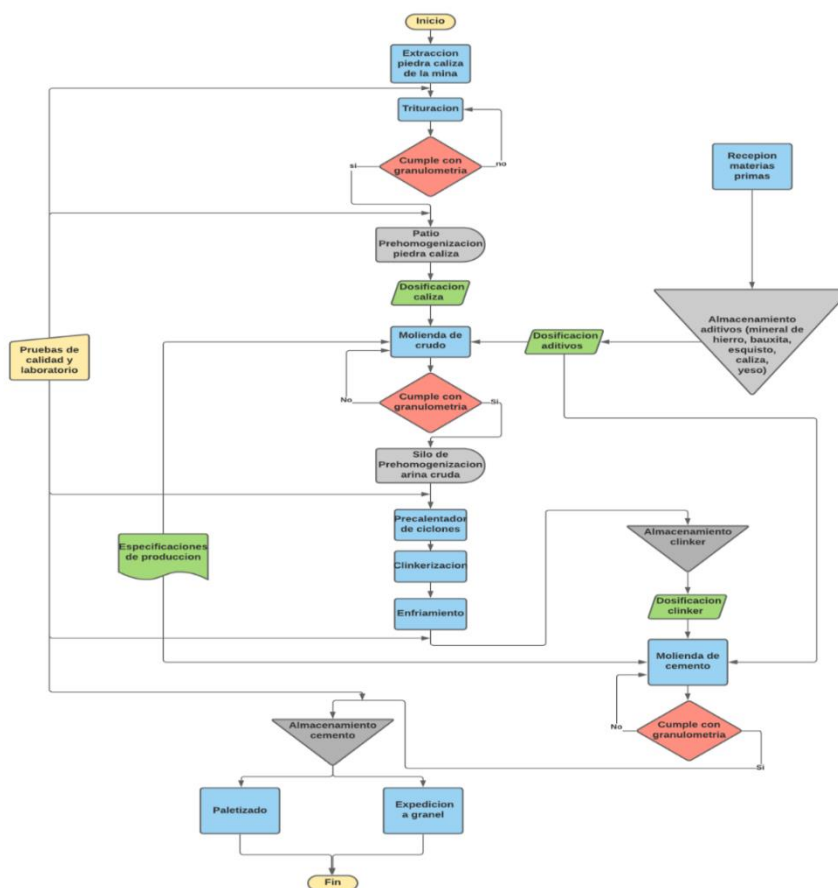 Inicio
Extraccion
piedra caliza
de la mina
Trituracion
Cumple con
granulometria
si
no
Recepion
materias
primas
Patio
Prehomogenizacion
piedra caliza
Dosificacion
caliza
Almacenamiento
aditivos (mineral de
hierro, bauxita,
esquisto,
caliza,
yeso)
Dosificacion
aditivos
Molienda de
crudo
Pruebas de
calidad y
laboratorio
Cumple con
granulometria
No
Si
Silo de
Prehomogenizacion
arina cruda
Precalentador
de ciclones
Almacenamiento
clinker
Especificaciones
de produccion
Clinkerizacion
Dosificacion
clinker
Enfriamiento
Molienda de
cemento
Cumple con
granulometria
No
Si
Almacenamiento
cemento
Paletizado
Expedicion
a granel
Fin